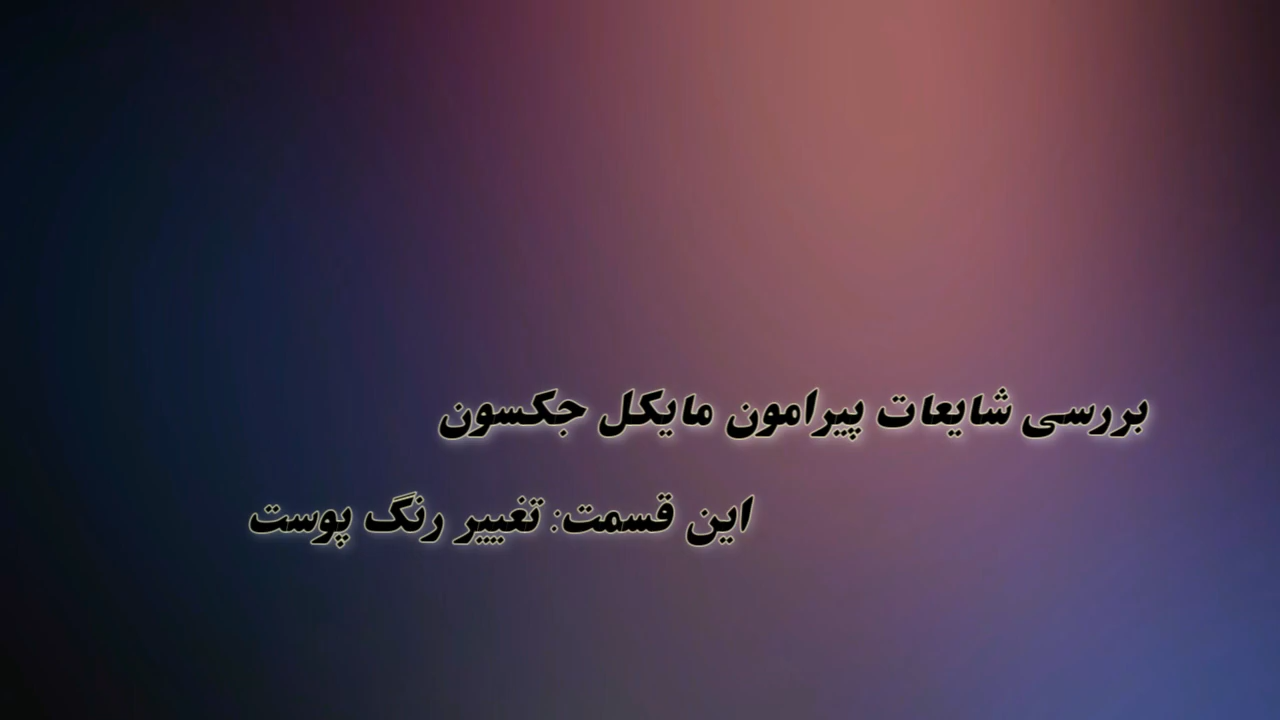 بررسی شایعات پیرامون مایکل جکسون
این قسمت: تغییر رنگ پوست